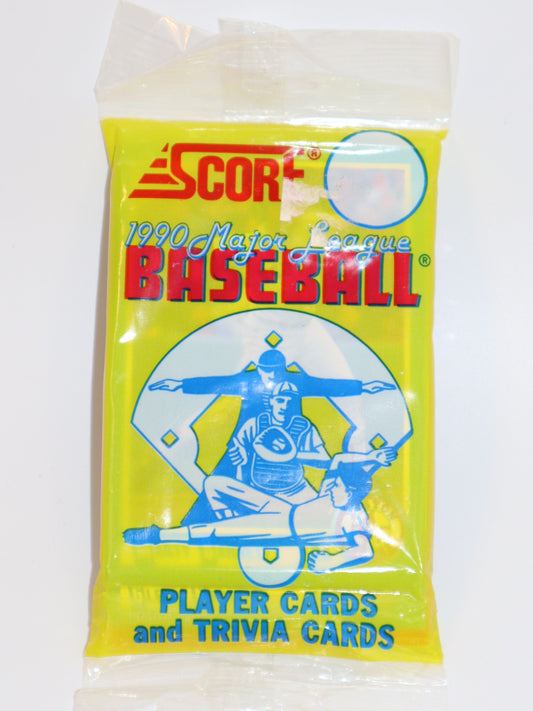 SCORE®
1990 Major League
BASEBALL®
PLAYER CARDS
and TRIVIA CARDS